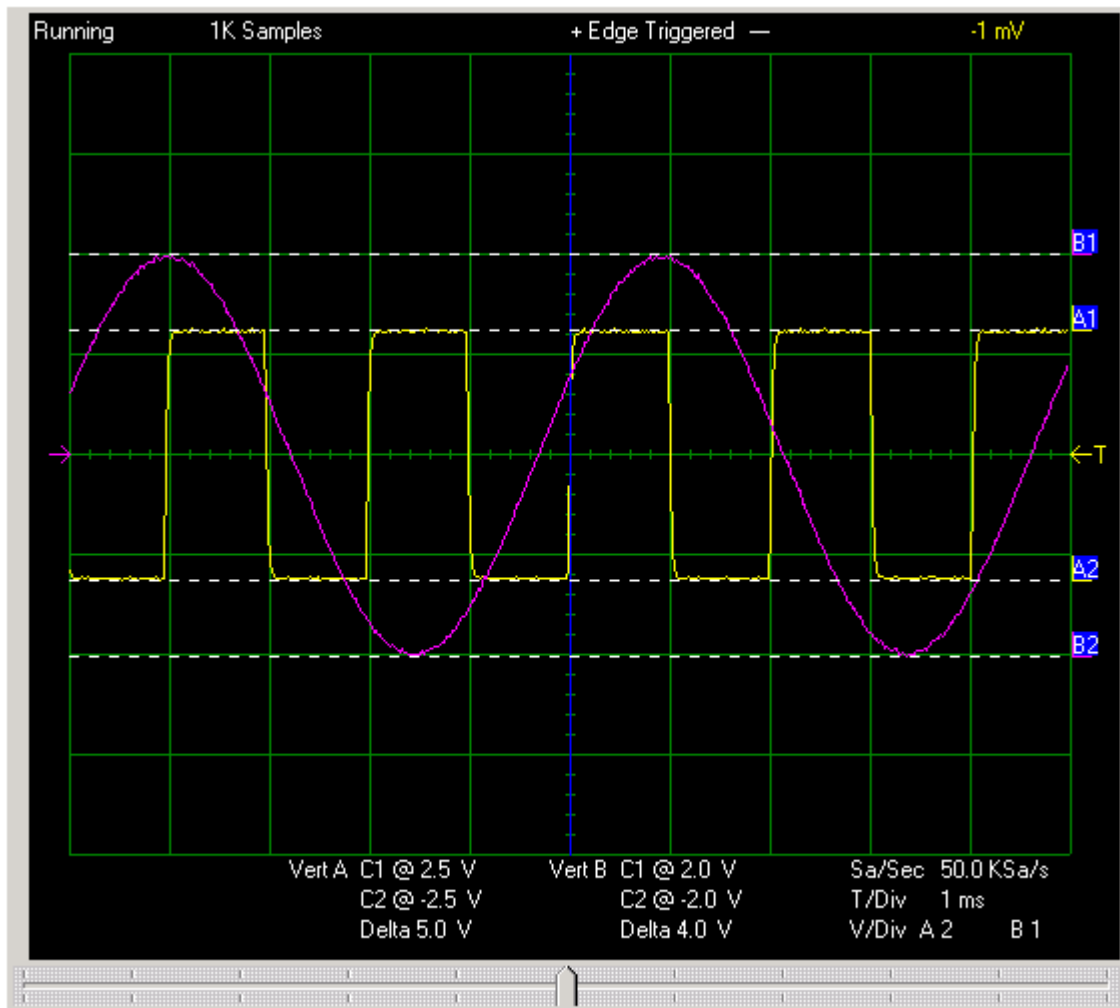 Running 1K Samples + Edge Triggered — -1 mV
B1
A1
T
A2
B2
Vert A C1 @ 2.5 V Vert B C1 @ 2.0 V Sa/Sec 50.0 KSa/s
C2 @ -2.5 V C2 @ -2.0 V T/Div 1 ms
Delta 5.0 V Delta 4.0 V V/Div A 2 B 1